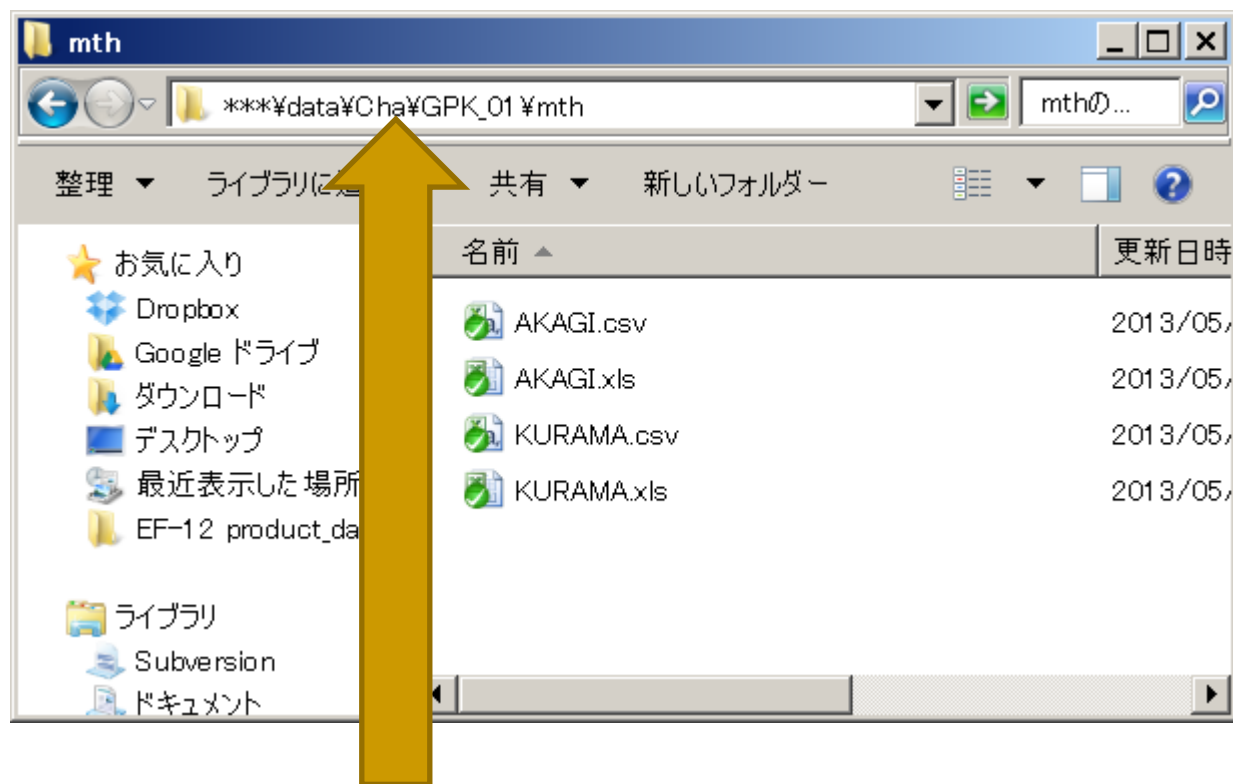 mth
***¥data¥Cha¥GPK_01¥mth
mthの...
整理
ライブラリに
共有
新しいフォルダー
お気に入り
Dropbox
Google ドライブ
ダウンロード
デスクトップ
最近表示した場所
EF-12 product_da
ライブラリ
Subversion
ドキュメント
名前
更新日時
AKAGI.csv
2013/05/
AKAGI.xls
2013/05/
KURAMA.csv
2013/05/
KURAMA.xls
2013/05/